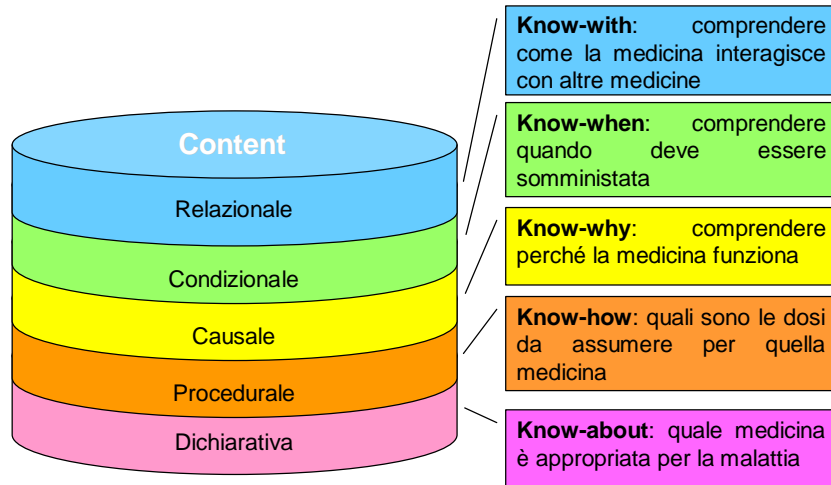 Content
Relazionale
Condizionale
Causale
Procedurale
Dichiarativa
Know-with: comprendere
come la medicina interagisce
con altre medicine
Know-when: comprendere
quando deve essere
somministata
Know-why: comprendere
perché la medicina funziona
Know-how: quali sono le dosi
da assumere per quella
medicina
Know-about: quale medicina
è appropriata per la malattia